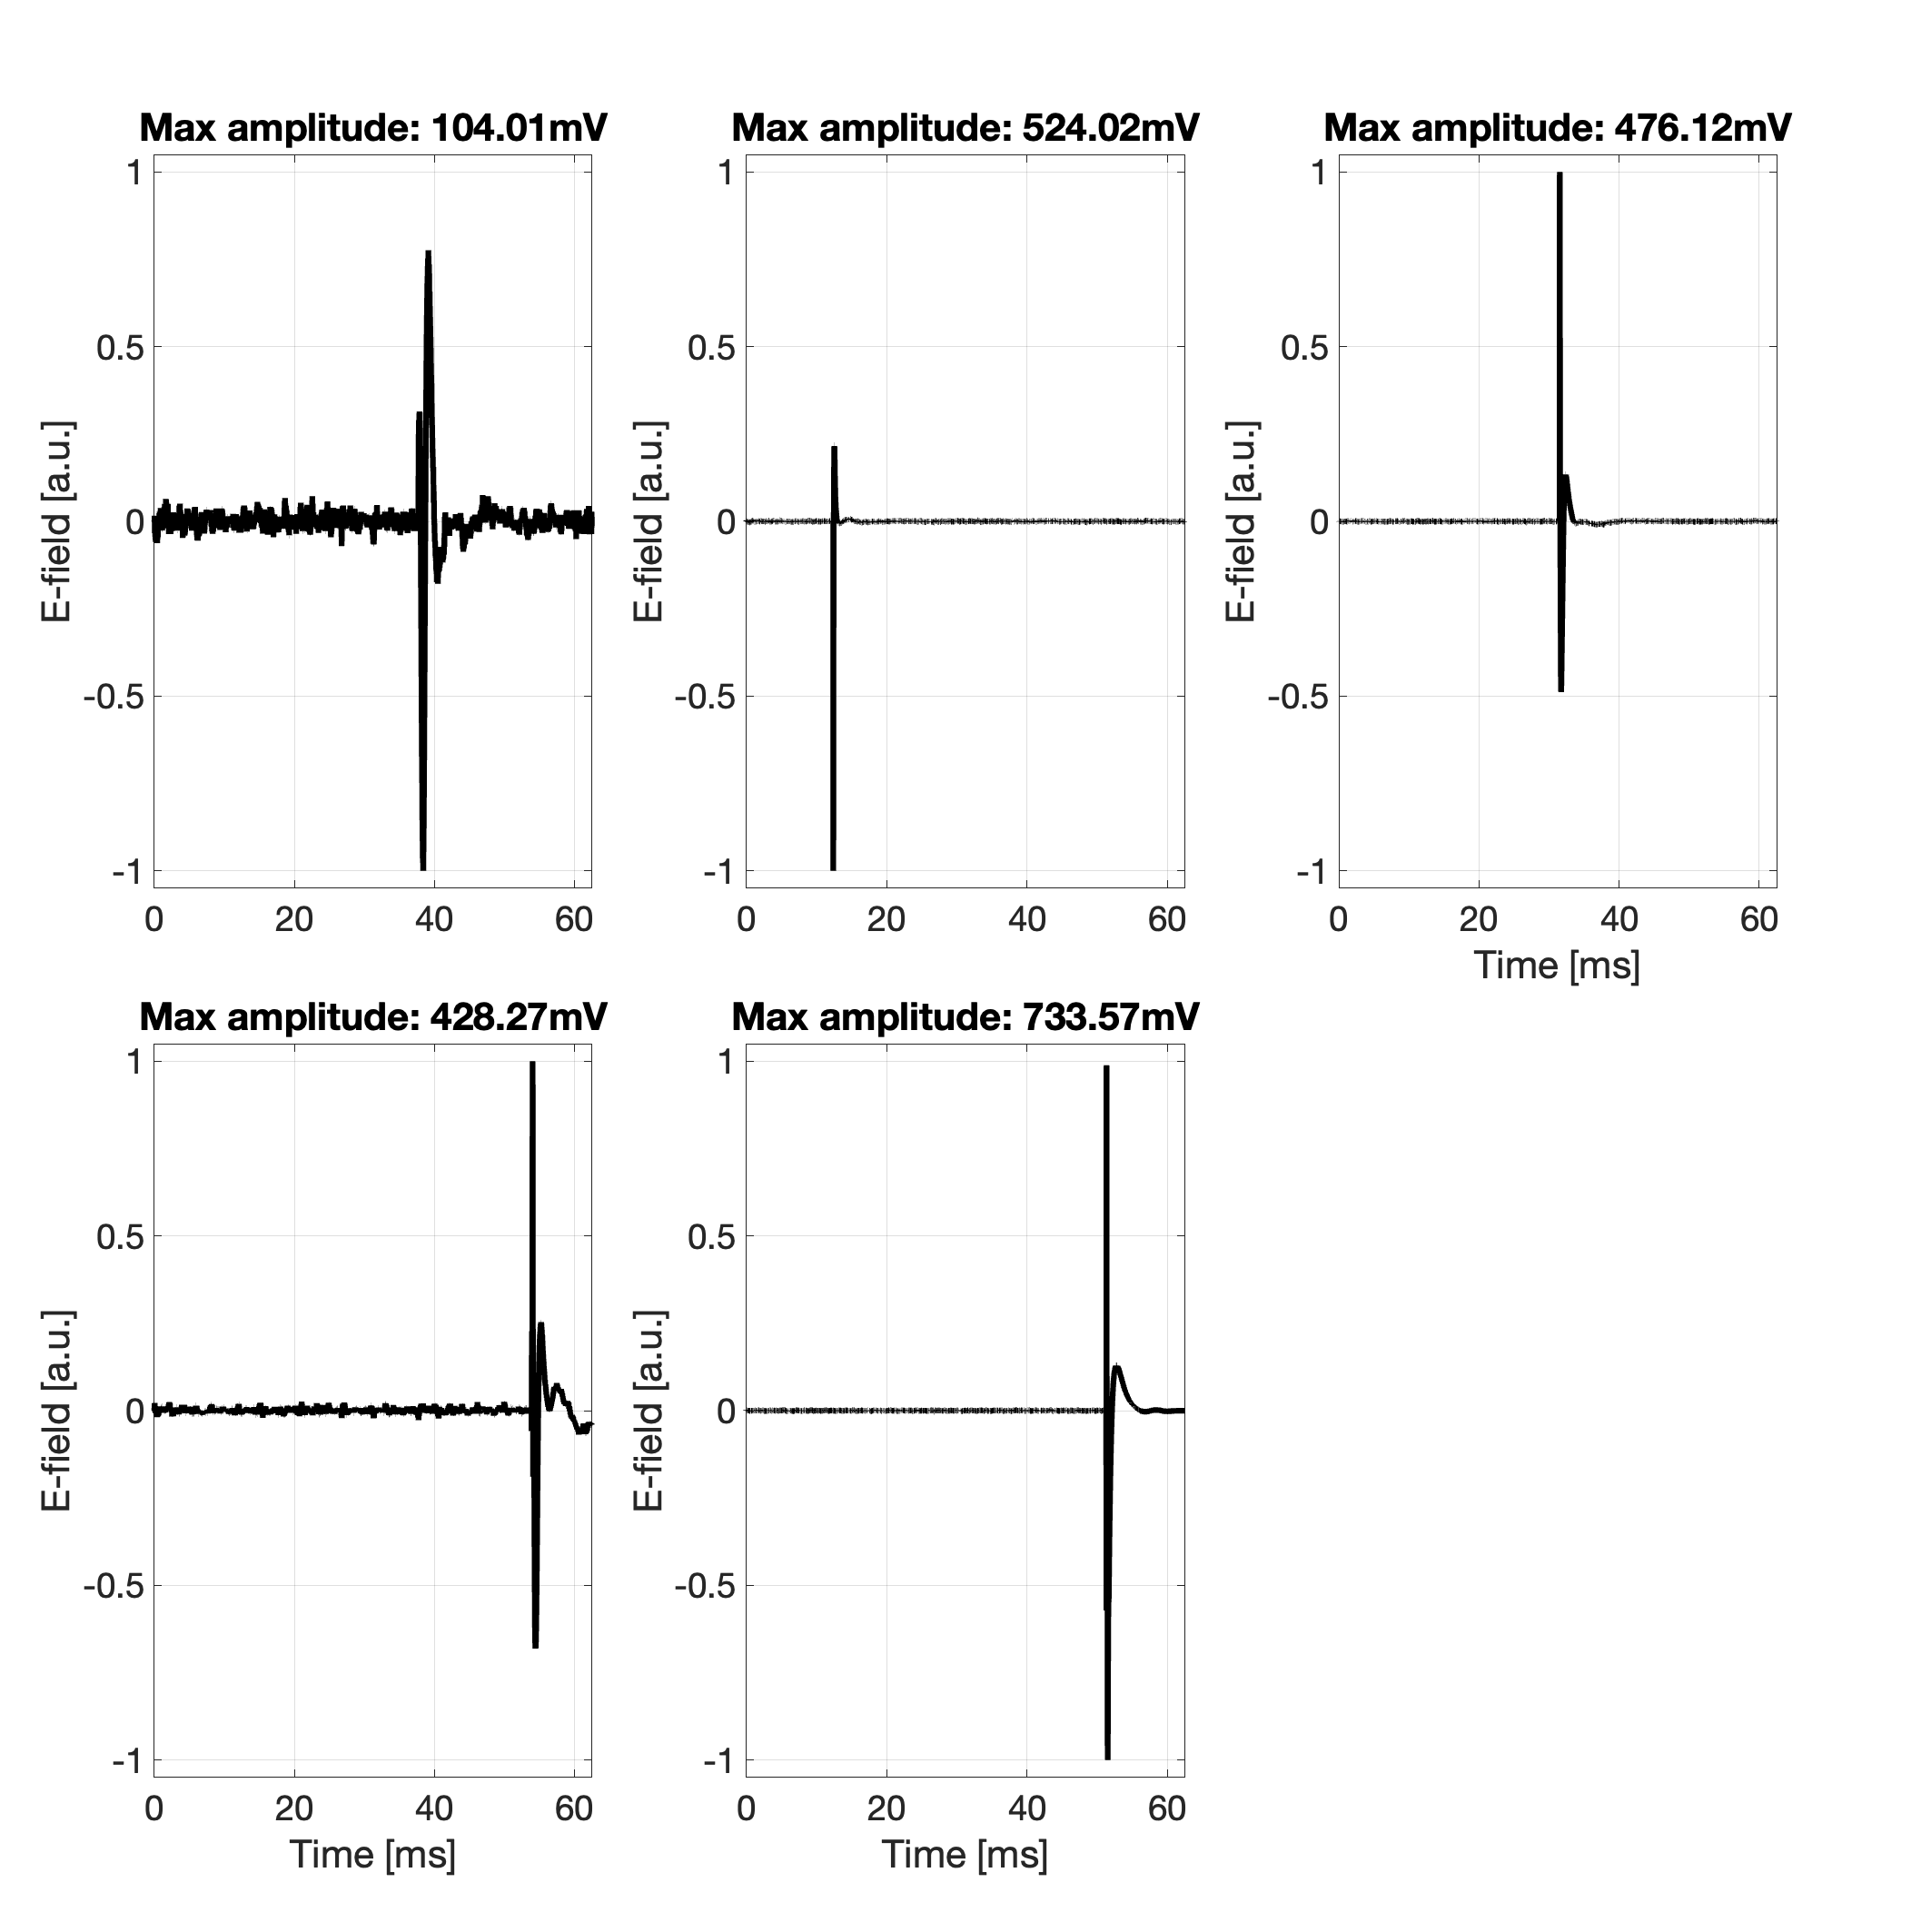 Max amplitude: 104.01mV
1
0.5
0
-0.5
-1
E-field [a.u.]
0 20 40 60
Max amplitude: 524.02mV
1
0.5
0
-0.5
-1
E-field [a.u.]
0 20 40 60
Max amplitude: 476.12mV
1
0.5
0
-0.5
-1
E-field [a.u.]
0 20 40 60
Time [ms]
Max amplitude: 428.27mV
1
0.5
0
-0.5
-1
E-field [a.u.]
0 20 40 60
Time [ms]
Max amplitude: 733.57mV
1
0.5
0
-0.5
-1
E-field [a.u.]
0 20 40 60
Time [ms]